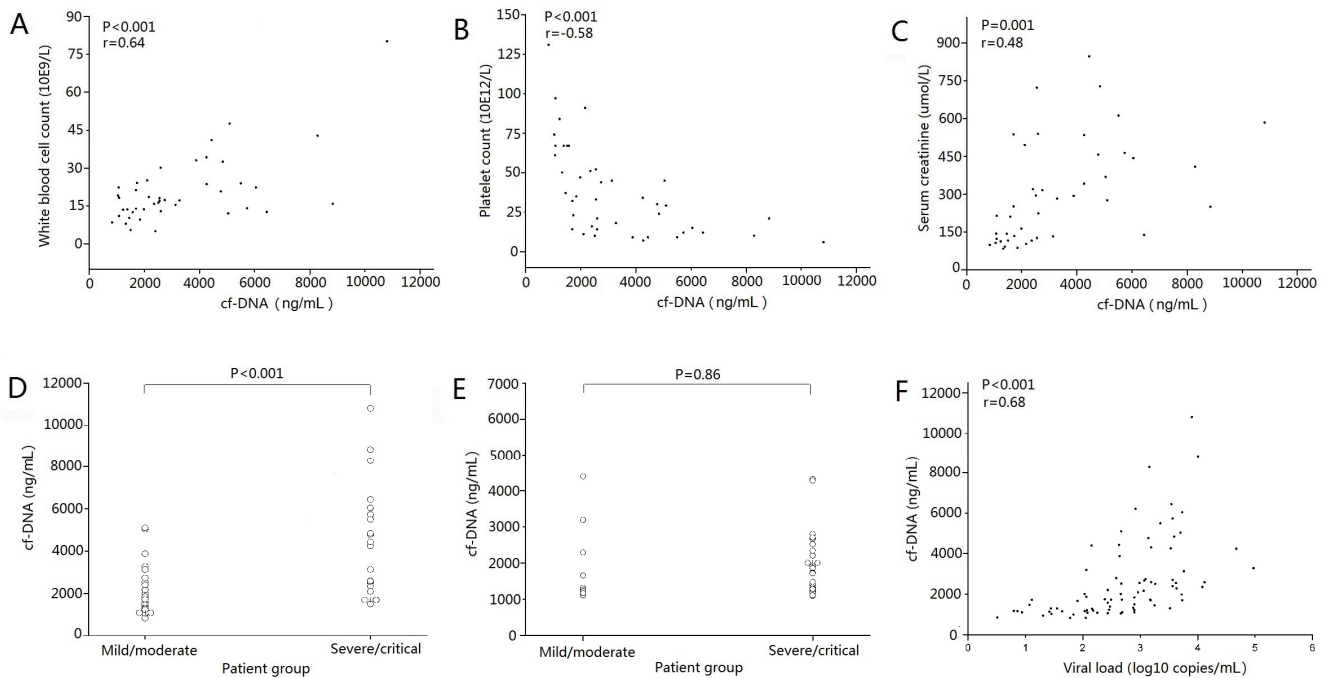 A
P<0.001
r=0.64
White blood cell count (10E9/L)
90
75
60
45
30
15
0
0 2000 4000 6000 8000 10000 12000
cf-DNA ( ng/mL )
B
P<0.001
r=-0.58
Platelet count (10E12/L)
150
125
100
75
50
25
0
0 2000 4000 6000 8000 10000 12000
cf-DNA ( ng/mL )
C
P=0.001
r=0.48
Serum creatinine (umol/L)
900
750
600
450
300
150
0
0 2000 4000 6000 8000 10000 12000
cf-DNA ( ng/mL )
D
P<0.001
cf-DNA (ng/mL)
12000
10000
8000
6000
4000
2000
0
Mild/moderate Severe/critical
Patient group
E
P=0.86
cf-DNA (ng/mL)
7000
6000
5000
4000
3000
2000
1000
0
Mild/moderate Severe/critical
Patient group
F
P<0.001
r=0.68
cf-DNA (ng/mL)
12000
10000
8000
6000
4000
2000
0
0 1 2 3 4 5 6
Viral load (log10 copies/mL)